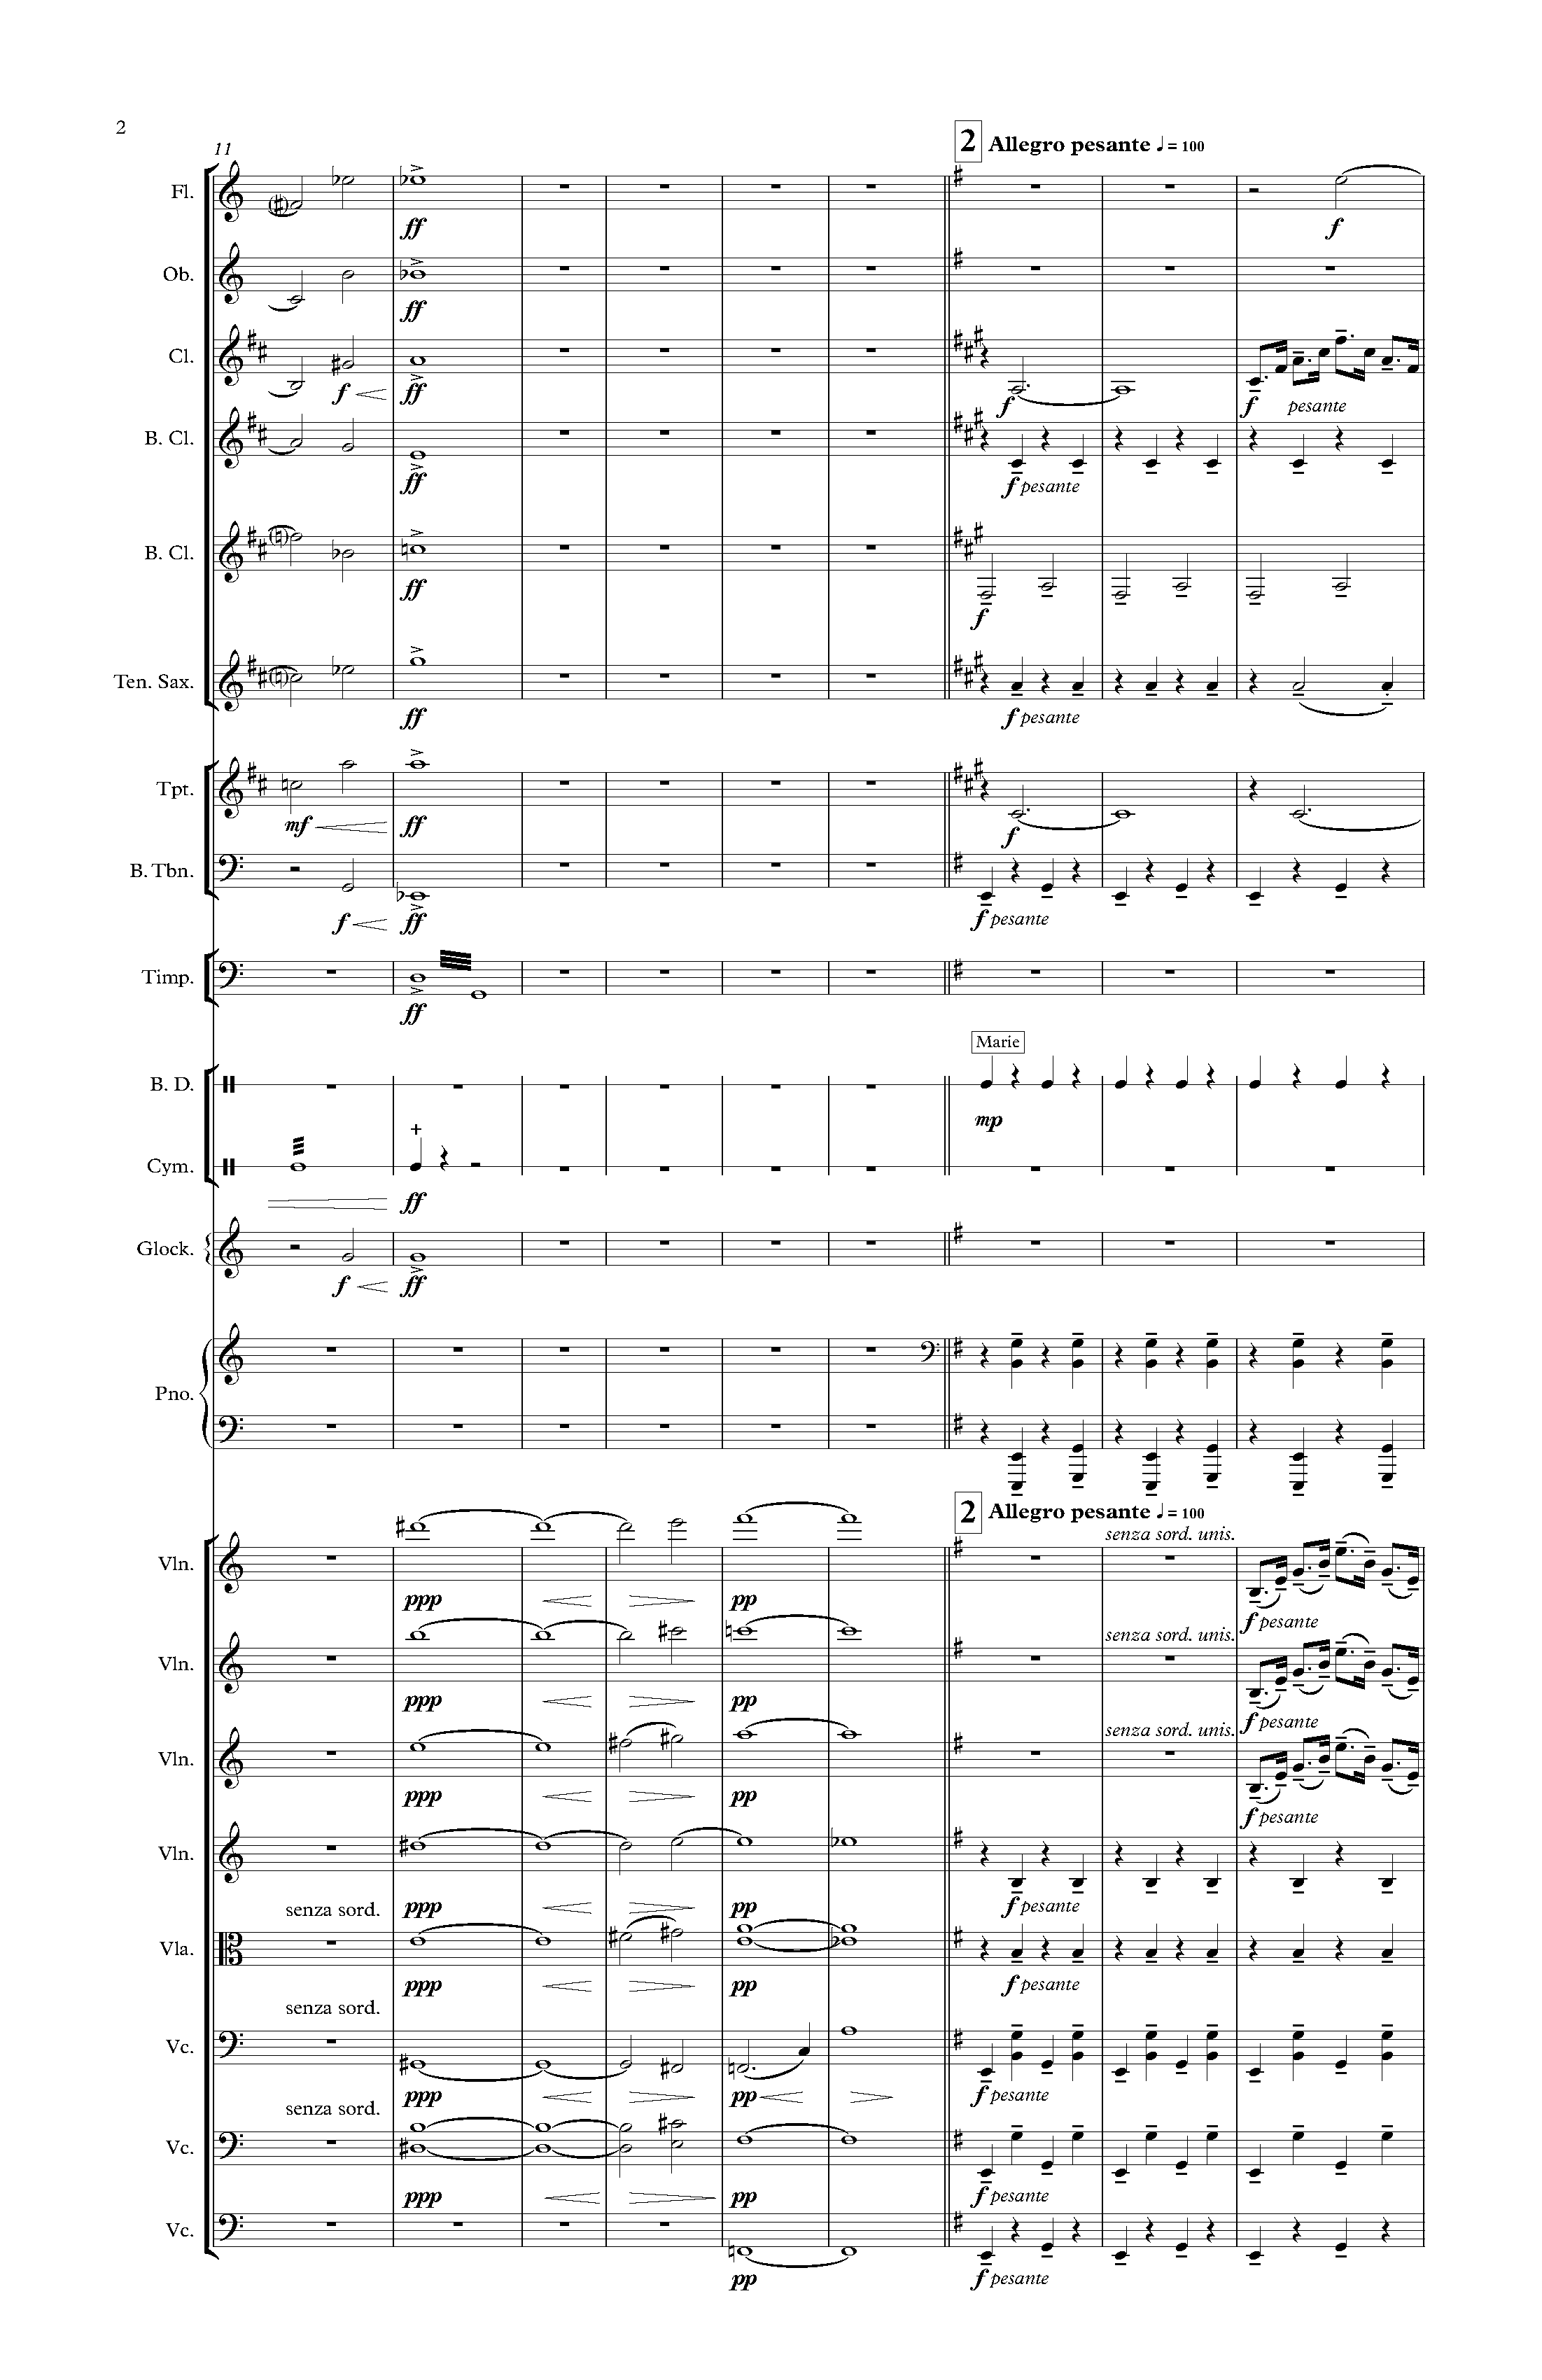 2
11
2 Allegro pesante ♩ = 100
Fl.
ff
f
Ob.
ff
Cl.
f ff f f pesante
B. Cl.
ff f pesante
B. Cl.
ff
f
Ten. Sax.
ff f pesante
Tpt.
mf ff f
B. Tbn.
f ff f pesante
Timp.
ff
Marie
B. D.
mp
+
Cym.
ff
Glock.
f ff
Pno.
2 Allegro pesante ♩ = 100
senza sord. unis.
Vln.
ppp pp
f pesante
senza sord. unis.
Vln.
ppp pp
f pesante
senza sord. unis.
Vln.
ppp pp
f pesante
Vln.
senza sord. ppp pp f pesante
Vla.
ppp pp f pesante
senza sord.
Vc.
ppp pp f pesante
senza sord.
Vc.
ppp pp f pesante
Vc.
pp f pesante